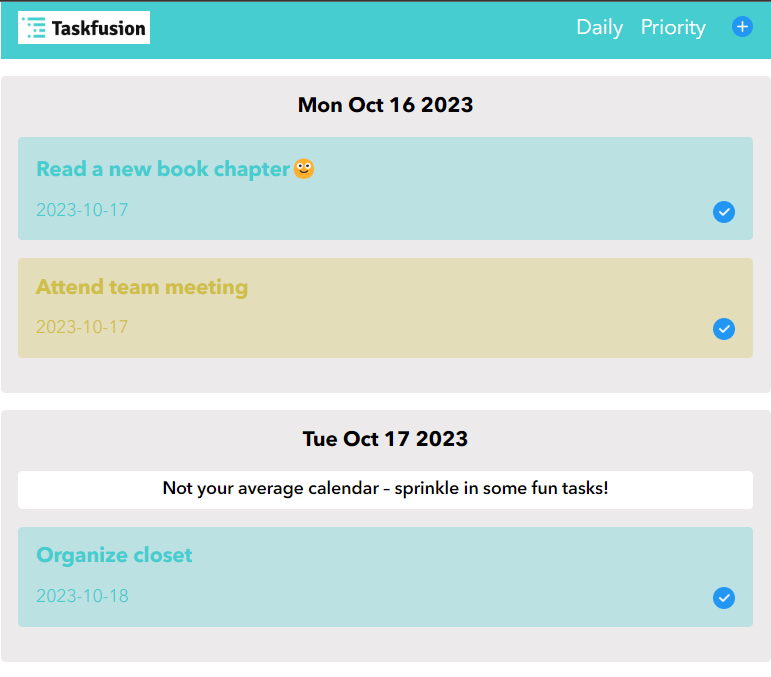 Taskfusion
Daily Priority
Mon Oct 16 2023
Read a new book chapter
2023-10-17
Attend team meeting
2023-10-17
Tue Oct 17 2023
Not your average calendar – sprinkle in some fun tasks!
Organize closet
2023-10-18